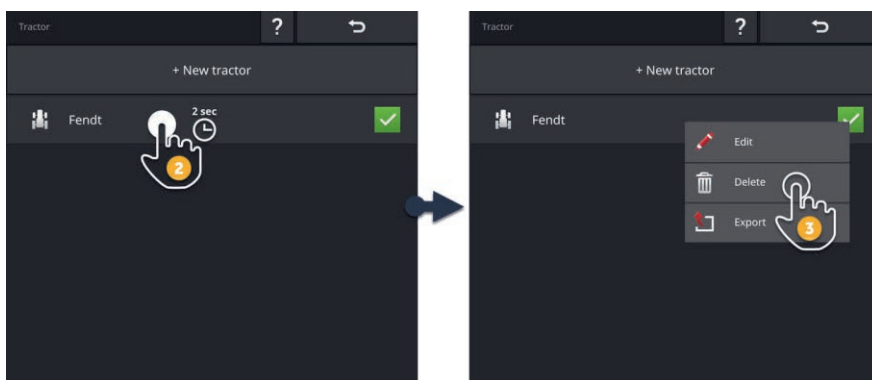 Tractor
?
+ New tractor
Fendt
2 sec
2
Tractor
?
+ New tractor
Fendt
Edit
Delete
Export
3